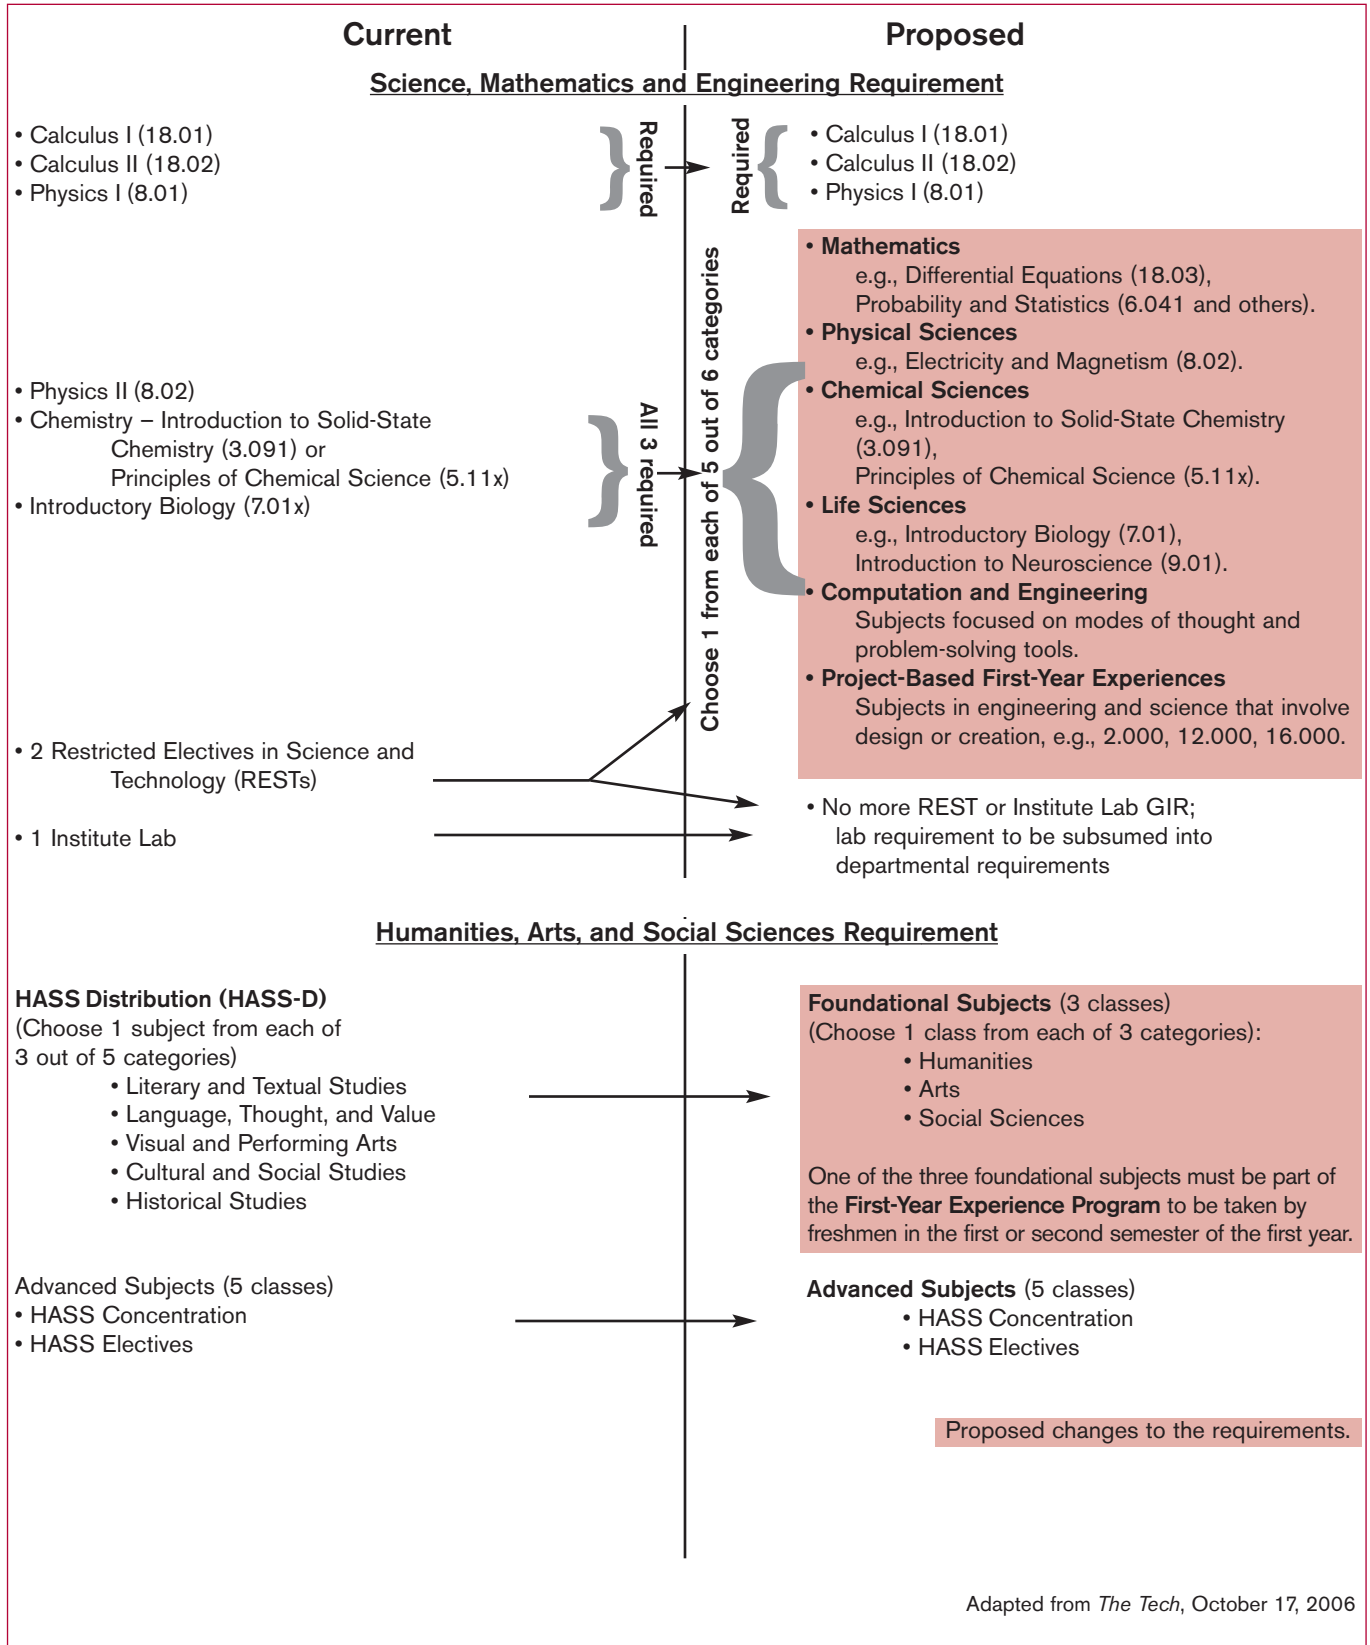 Current
Proposed
Science, Mathematics and Engineering Requirement
• Calculus I (18.01)
• Calculus II (18.02)
• Physics I (8.01)
Required
Required
• Calculus I (18.01)
• Calculus II (18.02)
• Physics I (8.01)
• Physics II (8.02)
• Chemistry – Introduction to Solid-State
Chemistry (3.091) or
Principles of Chemical Science (5.11x)
• Introductory Biology (7.01x)
All 3 required
Choose 1 from each of 5 out of 6 categories
• Mathematics
e.g., Differential Equations (18.03),
Probability and Statistics (6.041 and others).
• Physical Sciences
e.g., Electricity and Magnetism (8.02).
• Chemical Sciences
e.g., Introduction to Solid-State Chemistry
(3.091),
Principles of Chemical Science (5.11x).
• Life Sciences
e.g., Introductory Biology (7.01),
Introduction to Neuroscience (9.01).
• Computation and Engineering
Subjects focused on modes of thought and
problem-solving tools.
• Project-Based First-Year Experiences
Subjects in engineering and science that involve
design or creation, e.g., 2.000, 12.000, 16.000.
• 2 Restricted Electives in Science and
Technology (RESTs)
• 1 Institute Lab
• No more REST or Institute Lab GIR;
lab requirement to be subsumed into
departmental requirements
Humanities, Arts, and Social Sciences Requirement
HASS Distribution (HASS-D)
(Choose 1 subject from each of
3 out of 5 categories)
• Literary and Textual Studies
• Language, Thought, and Value
• Visual and Performing Arts
• Cultural and Social Studies
• Historical Studies
Foundational Subjects (3 classes)
(Choose 1 class from each of 3 categories):
• Humanities
• Arts
• Social Sciences
One of the three foundational subjects must be part of
the First-Year Experience Program to be taken by
freshmen in the first or second semester of the first year.
Advanced Subjects (5 classes)
• HASS Concentration
• HASS Electives
Advanced Subjects (5 classes)
• HASS Concentration
• HASS Electives
Proposed changes to the requirements.
Adapted from The Tech, October 17, 2006